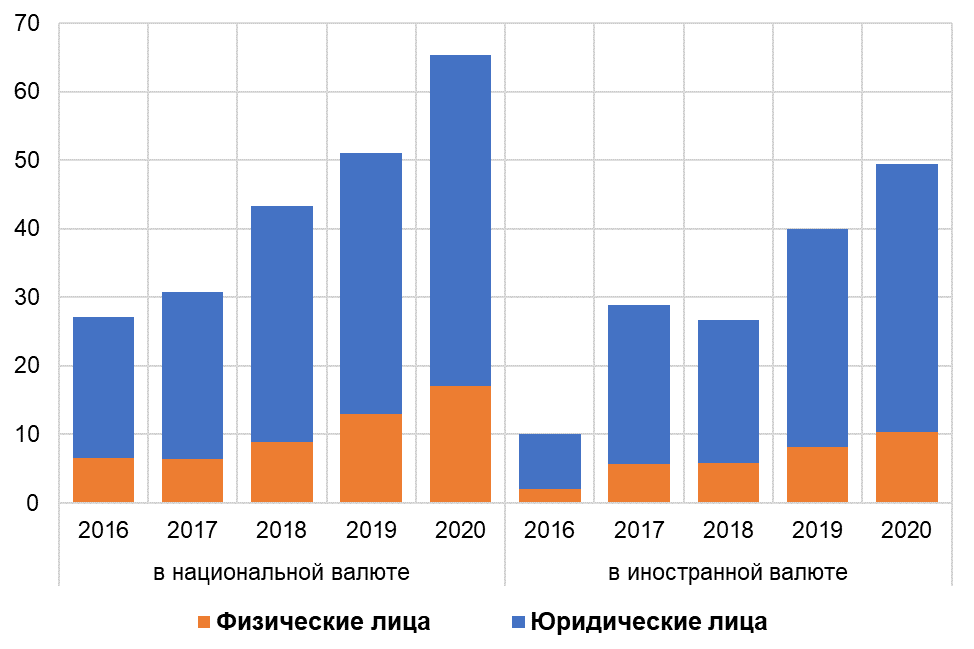 70
60
50
40
30
20
10
0
2016 2017 2018 2019 2020 2016 2017 2018 2019 2020
в национальной валюте в иностранной валюте
Физические лица Юридические лица